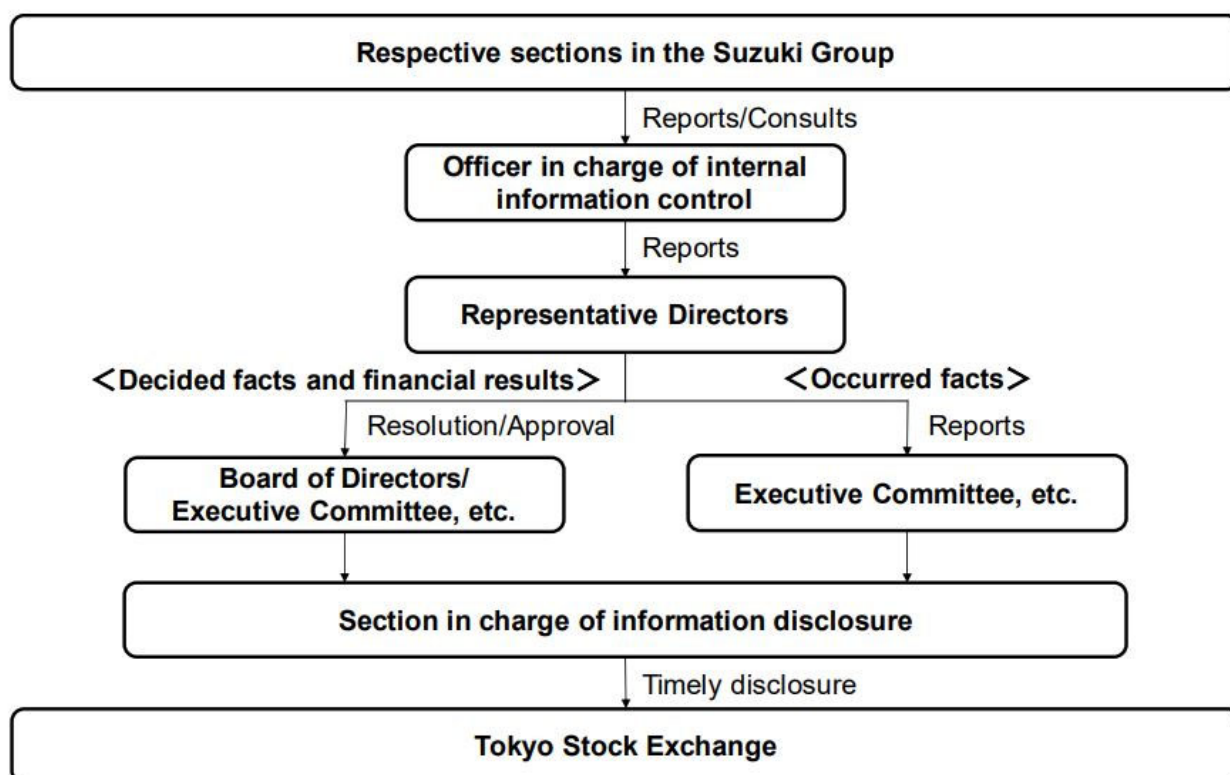 Respective sections in the Suzuki Group
Reports/Consults
Officer in charge of internal
information control
Reports
Representative Directors
＜Decided facts and financial results＞
＜Occurred facts＞
Resolution/Approval
Reports
Board of Directors/
Executive Committee, etc.
Executive Committee, etc.
Section in charge of information disclosure
Timely disclosure
Tokyo Stock Exchange